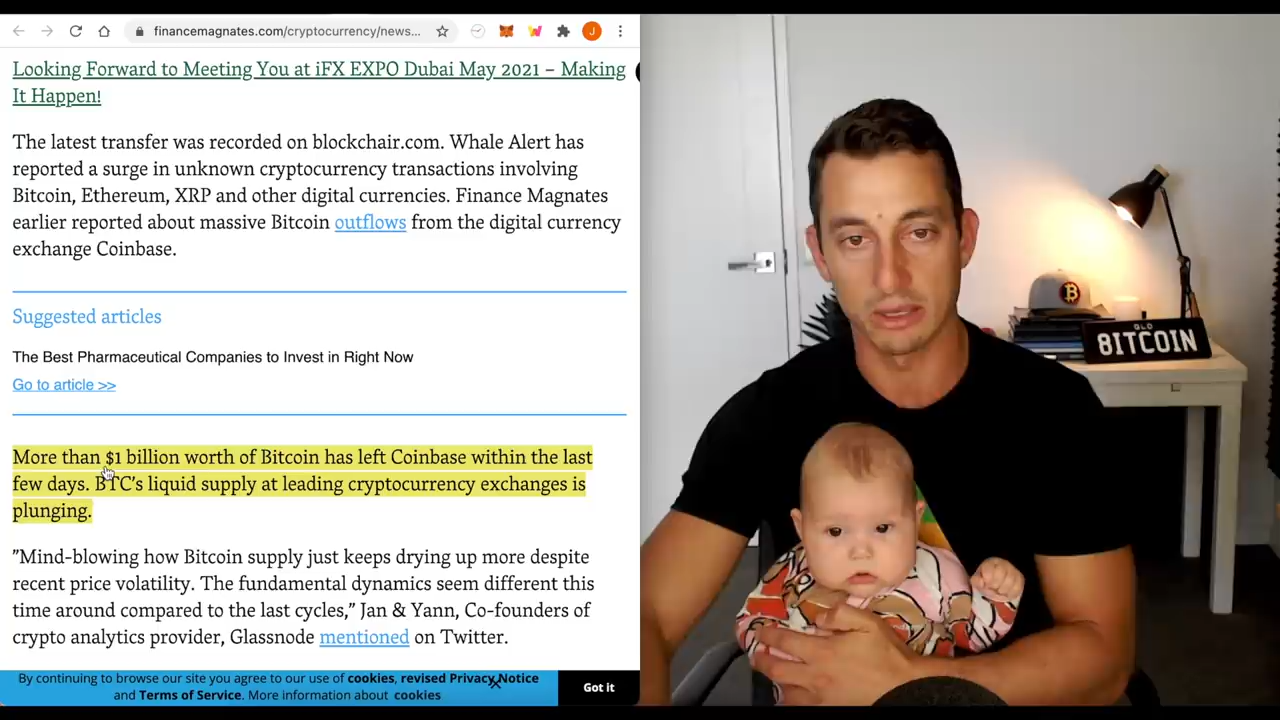 financemagnates.com/cryptocurrency/news...
J
Looking Forward to Meeting You at iFX EXPO Dubai May 2021 – Making
It Happen!
The latest transfer was recorded on blockchair.com. Whale Alert has
reported a surge in unknown cryptocurrency transactions involving
Bitcoin, Ethereum, XRP and other digital currencies. Finance Magnates
earlier reported about massive Bitcoin outflows from the digital currency
exchange Coinbase.
Suggested articles
The Best Pharmaceutical Companies to Invest in Right Now
Go to article >>
More than $1 billion worth of Bitcoin has left Coinbase within the last
few days. BTC's liquid supply at leading cryptocurrency exchanges is
plunging.
"Mind-blowing how Bitcoin supply just keeps drying up more despite
recent price volatility. The fundamental dynamics seem different this
time around compared to the last cycles," Jan & Yann, Co-founders of
crypto analytics provider, Glassnode mentioned on Twitter.
By continuing to browse our site you agree to our use of cookies, revised Privacy Notice
and Terms of Service. More information about cookies
Got it
QLD
8ITCOIN